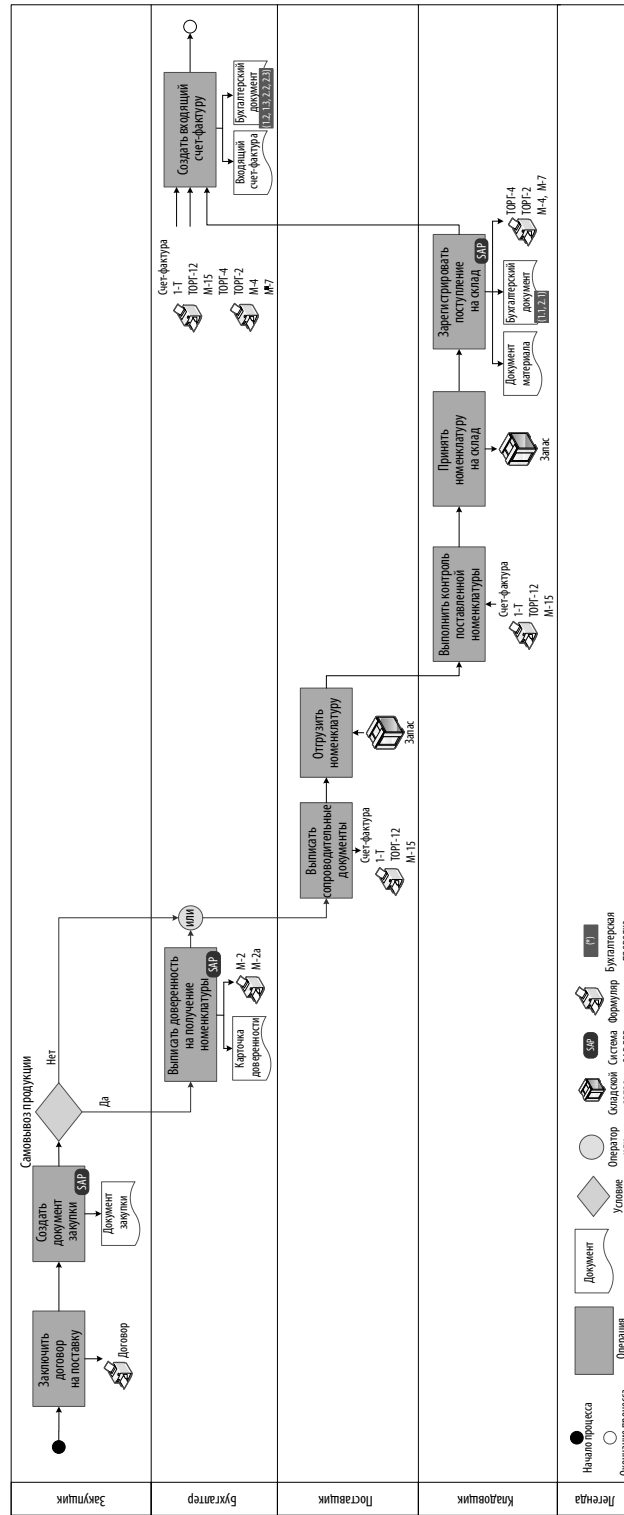 Закупщик
Заключить
договор
на поставку
Договор
Создать
документ
закупки
SAP
Документ
закупки
Самовывоз продукции
Нет
Да
Бухгалтер
Выписать доверенность
на получение
номенклатуры
SAP
Карточка
доверенности
М-2
М-2а
или
Счет-фактура
1-Т
ТОРГ-12
М-15
ТОРГ-4
ТОРГ-2
М-4
М-7
Создать входящий
счет-фактуру
Входящий
счет-фактура
Бухгалтерский
документ
(1.2, 1.3, 2.2, 2.3)
Поставщик
Выписать
сопроводительные
документы
Счет-фактура
1-Т
ТОРГ-12
М-15
Отгрузить
номенклатуру
Запас
Кладовщик
Выполнить контроль
поставленной
номенклатуры
Счет-фактура
1-Т
ТОРГ-12
М-15
Принять
номенклатуру
на склад
Запас
Зарегистрировать
поступление
на склад
SAP
Документ
материала
Бухгалтерский
документ
(1.1, 2.1)
ТОРГ-4
ТОРГ-2
М-4, М-7
Легенда
Начало процесса
Операция
Документ
Условие
Оператор
Складской
SAP
Система
Формуляр
(*)
Бухгалтерская